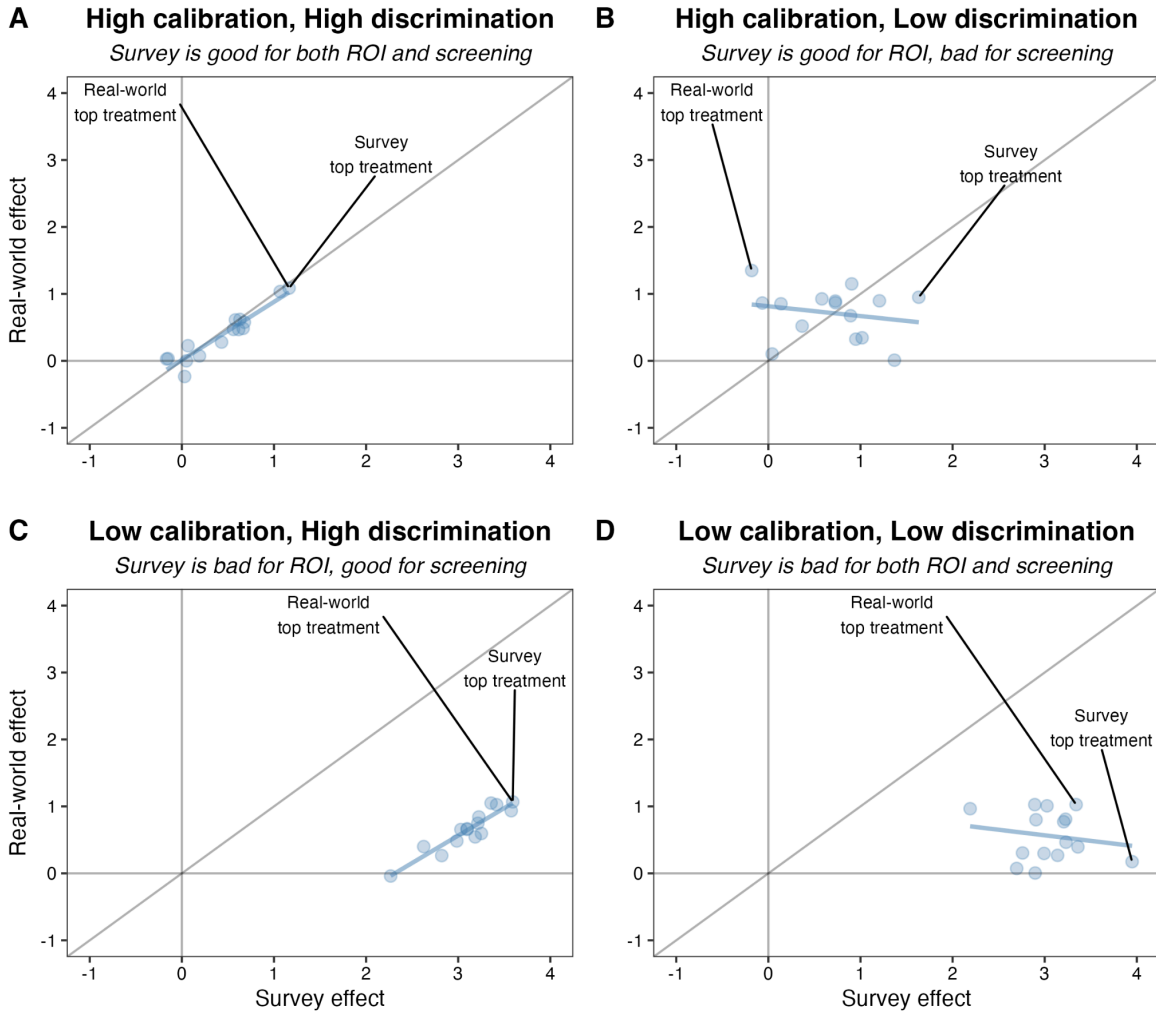 A
High calibration, High discrimination
Survey is good for both ROI and screening
Real-world
top treatment
Survey
top treatment
Real-world effect
4
3
2
1
0
-1
-1
0
1
2
3
4
B
High calibration, Low discrimination
Survey is good for ROI, bad for screening
Real-world
top treatment
Survey
top treatment
4
3
2
1
0
-1
-1
0
1
2
3
4
C
Low calibration, High discrimination
Survey is bad for ROI, good for screening
Real-world
top treatment
Survey
top treatment
Real-world effect
4
3
2
1
0
-1
-1
0
1
2
3
4
Survey effect
D
Low calibration, Low discrimination
Survey is bad for both ROI and screening
Real-world
top treatment
Survey
top treatment
4
3
2
1
0
-1
-1
0
1
2
3
4
Survey effect